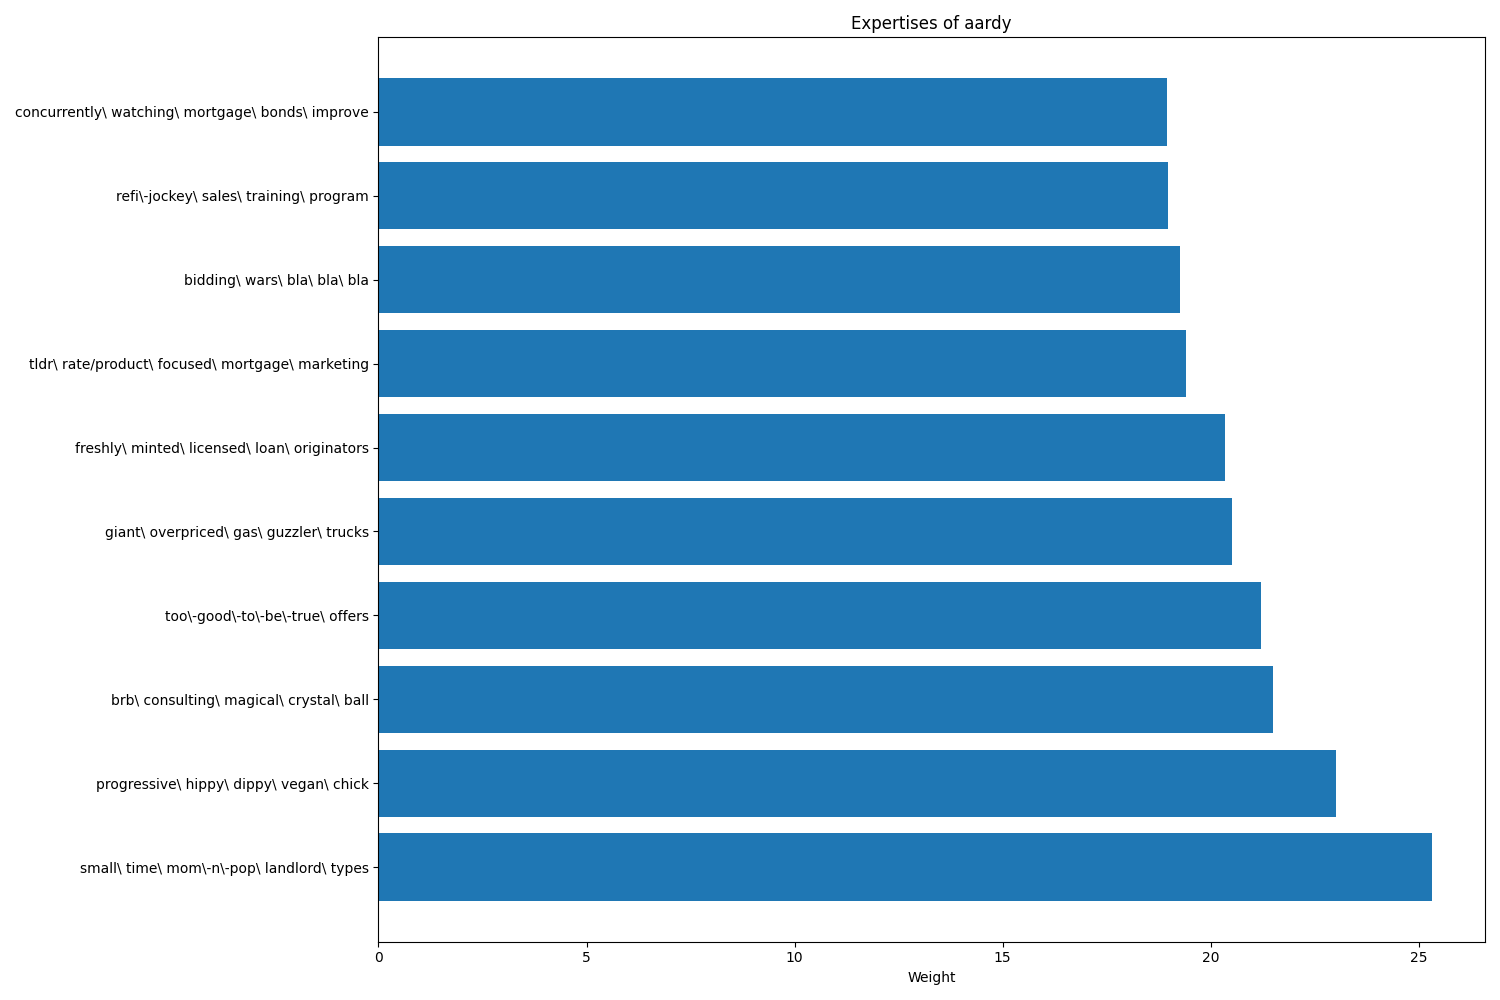 Expertises of aardy
concurrently\ watching\ mortgage\ bonds\ improve
refi\-jockey\ sales\ training\ program
bidding\ wars\ bla\ bla\ bla
tldr\ rate/product\ focused\ mortgage\ marketing
freshly\ minted\ licensed\ loan\ originators
giant\ overpriced\ gas\ guzzler\ trucks
too\-good\-to\-be\-true\ offers
brb\ consulting\ magical\ crystal\ ball
progressive\ hippy\ dippy\ vegan\ chick
small\ time\ mom\-n\-pop\ landlord\ types
0 5 10 15 20 25
Weight